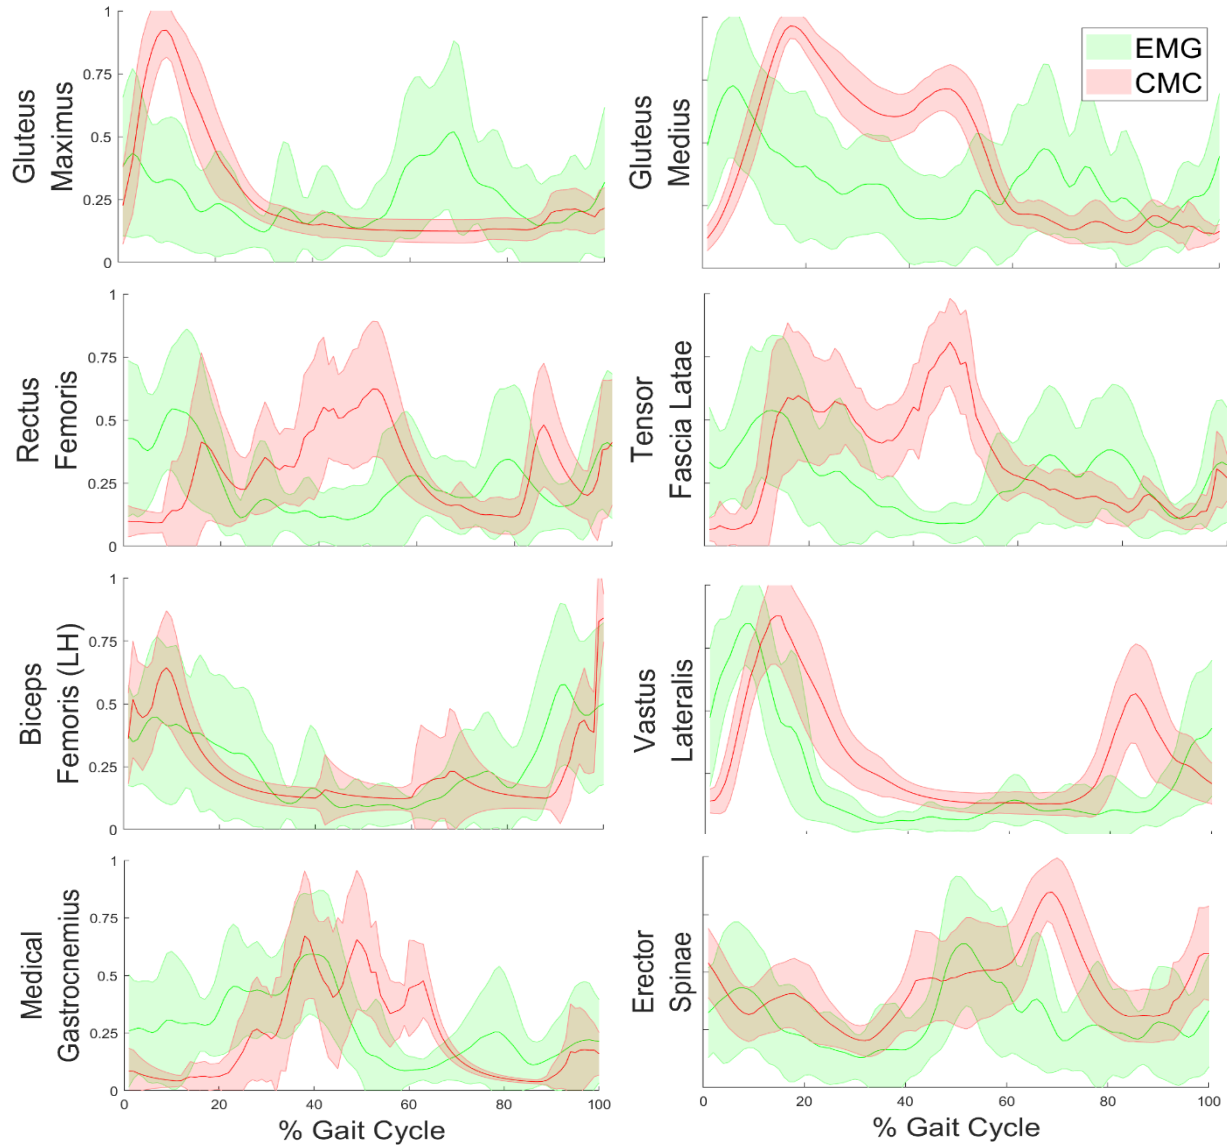 Gluteus
Maximus
1
0.75
0.5
0.25
0
Gluteus
Medius
EMG
CMC
Rectus
Femoris
1
0.75
0.5
0.25
0
Tensor
Fascia Latae
Biceps
Femoris (LH)
1
0.75
0.5
0.25
0
Vastus
Lateralis
Medical
Gastrocnemius
1
0.75
0.5
0.25
0
0 20 40 60 80 100
% Gait Cycle
Erector
Spinae
0 20 40 60 80 100
% Gait Cycle